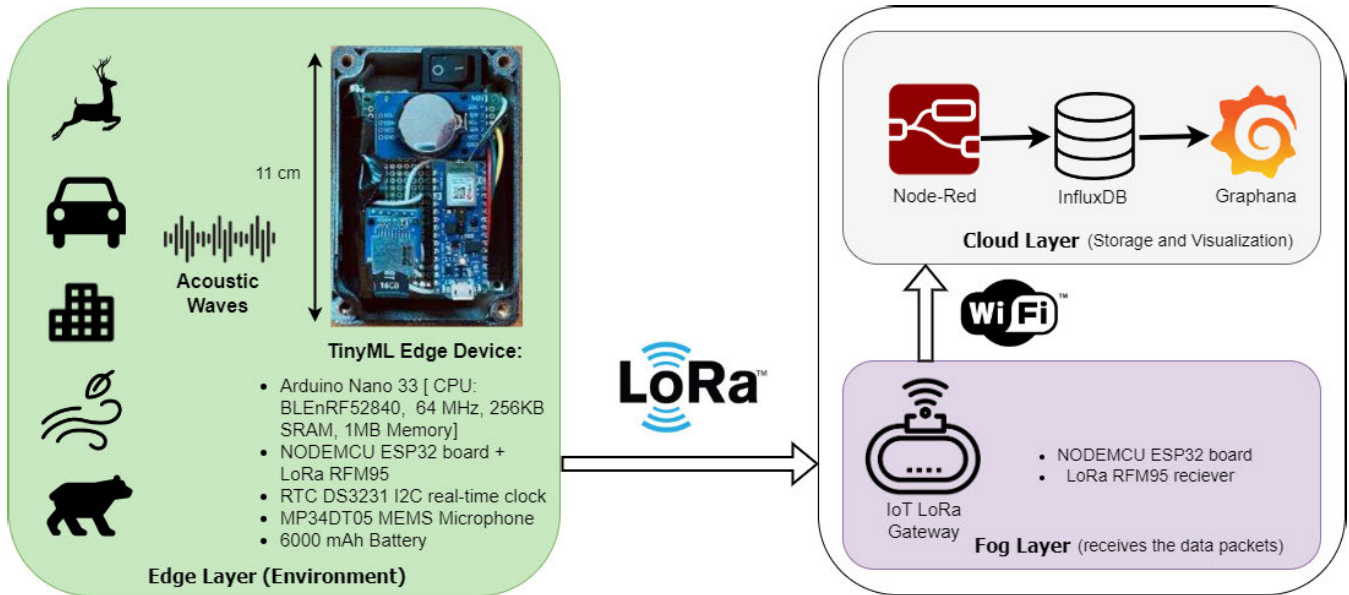 11 cm
Acoustic
Waves
16GB
TinyML Edge Device:
• Arduino Nano 33 [ CPU:
BLEnRF52840, 64 MHz, 256KB
SRAM, 1MB Memory]
• NODEMCU ESP32 board +
LoRa RFM95
• RTC DS3231 I2C real-time clock
• MP34DT05 MEMS Microphone
• 6000 mAh Battery
Edge Layer (Environment)
LoRa™
Node-Red
InfluxDB
Graphana
Cloud Layer (Storage and Visualization)
WiFi™
IoT LoRa
Gateway
• NODEMCU ESP32 board
• LoRa RFM95 reciever
Fog Layer (receives the data packets)